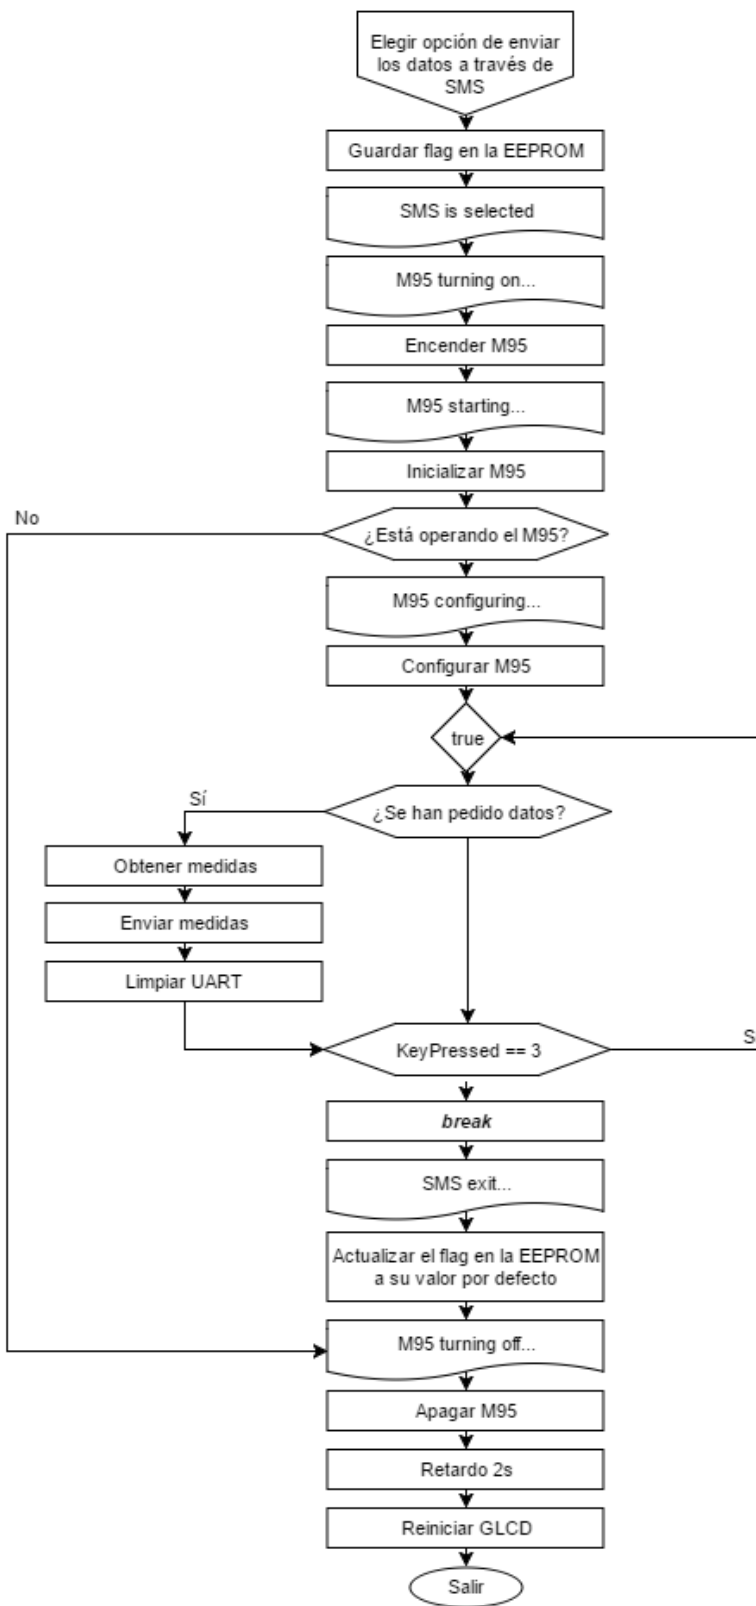 Elegir opción de enviar
los datos a través de
SMS
Guardar flag en la EEPROM
SMS is selected
M95 turning on...
Encender M95
M95 starting...
Inicializar M95
No
¿Está operando el M95?
M95 configuring...
Configurar M95
true
Sí
¿Se han pedido datos?
Obtener medidas
Enviar medidas
Limpiar UART
KeyPressed == 3
break
SMS exit...
Actualizar el flag en la EEPROM
a su valor por defecto
M95 turning off...
Apagar M95
Retardo 2s
Reiniciar GLCD
Salir